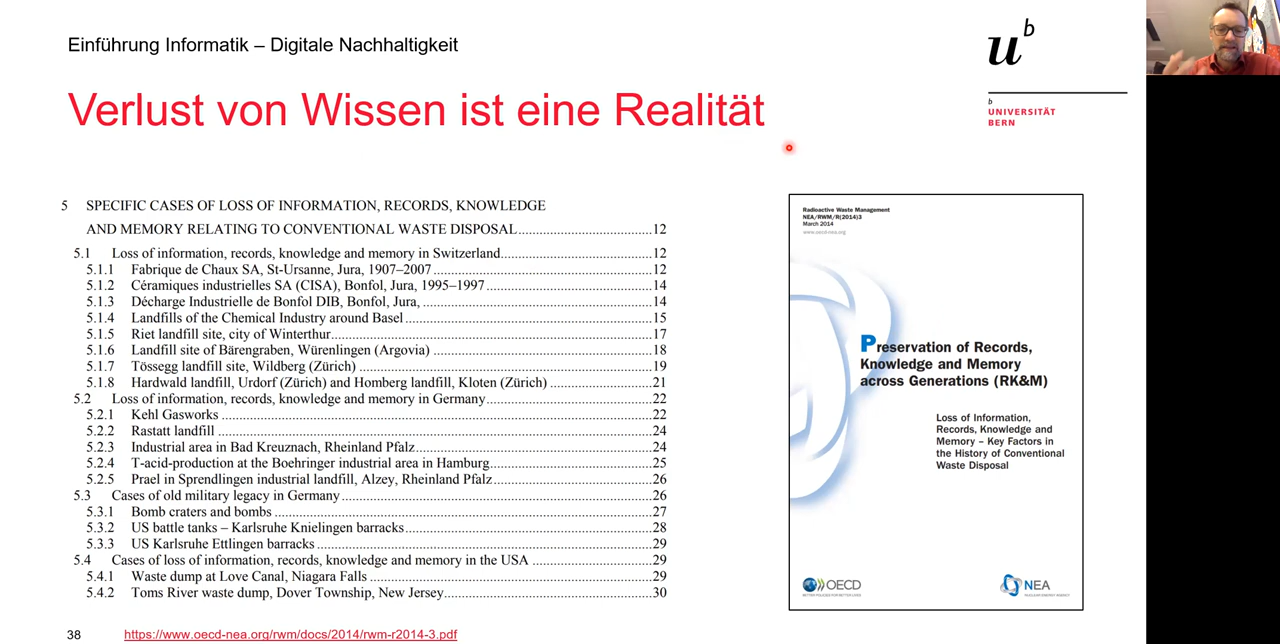 Einführung Informatik – Digitale Nachhaltigkeit
u b
b
UNIVERSITÄT
BERN
Verlust von Wissen ist eine Realität
5 SPECIFIC CASES OF LOSS OF INFORMATION, RECORDS, KNOWLEDGE
AND MEMORY RELATING TO CONVENTIONAL WASTE DISPOSAL 12
5.1 Loss of information, records, knowledge and memory in Switzerland 12
5.1.1 Fabrique de Chaux SA, St-Ursanne, Jura, 1907–2007 12
5.1.2 Céramiques industrielles SA (CISA), Bonfol, Jura, 1995–1997 14
5.1.3 Décharge Industrielle de Bonfol DIB, Bonfol, Jura, 14
5.1.4 Landfills of the Chemical Industry around Basel 15
5.1.5 Riet landfill site, city of Winterthur 17
5.1.6 Landfill site of Bärengraben, Würenlingen (Argovia) 18
5.1.7 Tössegg landfill site, Wildberg (Zürich) 19
5.1.8 Hardwald landfill, Urdorf (Zürich) and Homberg landfill, Kloten (Zürich) 21
5.2 Loss of information, records, knowledge and memory in Germany 22
5.2.1 Kehl Gasworks 22
5.2.2 Rastatt landfill 24
5.2.3 Industrial area in Bad Kreuznach, Rheinland Pfalz 24
5.2.4 T-acid-production at the Boehringer industrial area in Hamburg 25
5.2.5 Prael in Sprendlingen industrial landfill, Alzey, Rheinland Pfalz 26
5.3 Cases of old military legacy in Germany 26
5.3.1 Bomb craters and bombs 27
5.3.2 US battle tanks – Karlsruhe Knielingen barracks 28
5.3.3 US Karlsruhe Ettlingen barracks 29
5.4 Cases of loss of information, records, knowledge and memory in the USA 29
5.4.1 Waste dump at Love Canal, Niagara Falls 29
5.4.2 Toms River waste dump, Dover Township, New Jersey 30
Radioactive Waste Management
NEA/RWM/R(2014)3
March 2014
www.oecd-nea.org
Preservation of Records,
Knowledge and Memory
across Generations (RK&M)
Loss of Information,
Records, Knowledge and
Memory – Key Factors in
the History of Conventional
Waste Disposal
OECD
NEA
NUCLEAR ENERGY AGENCY
38
https://www.oecd-nea.org/rwm/docs/2014/rwm-r2014-3.pdf